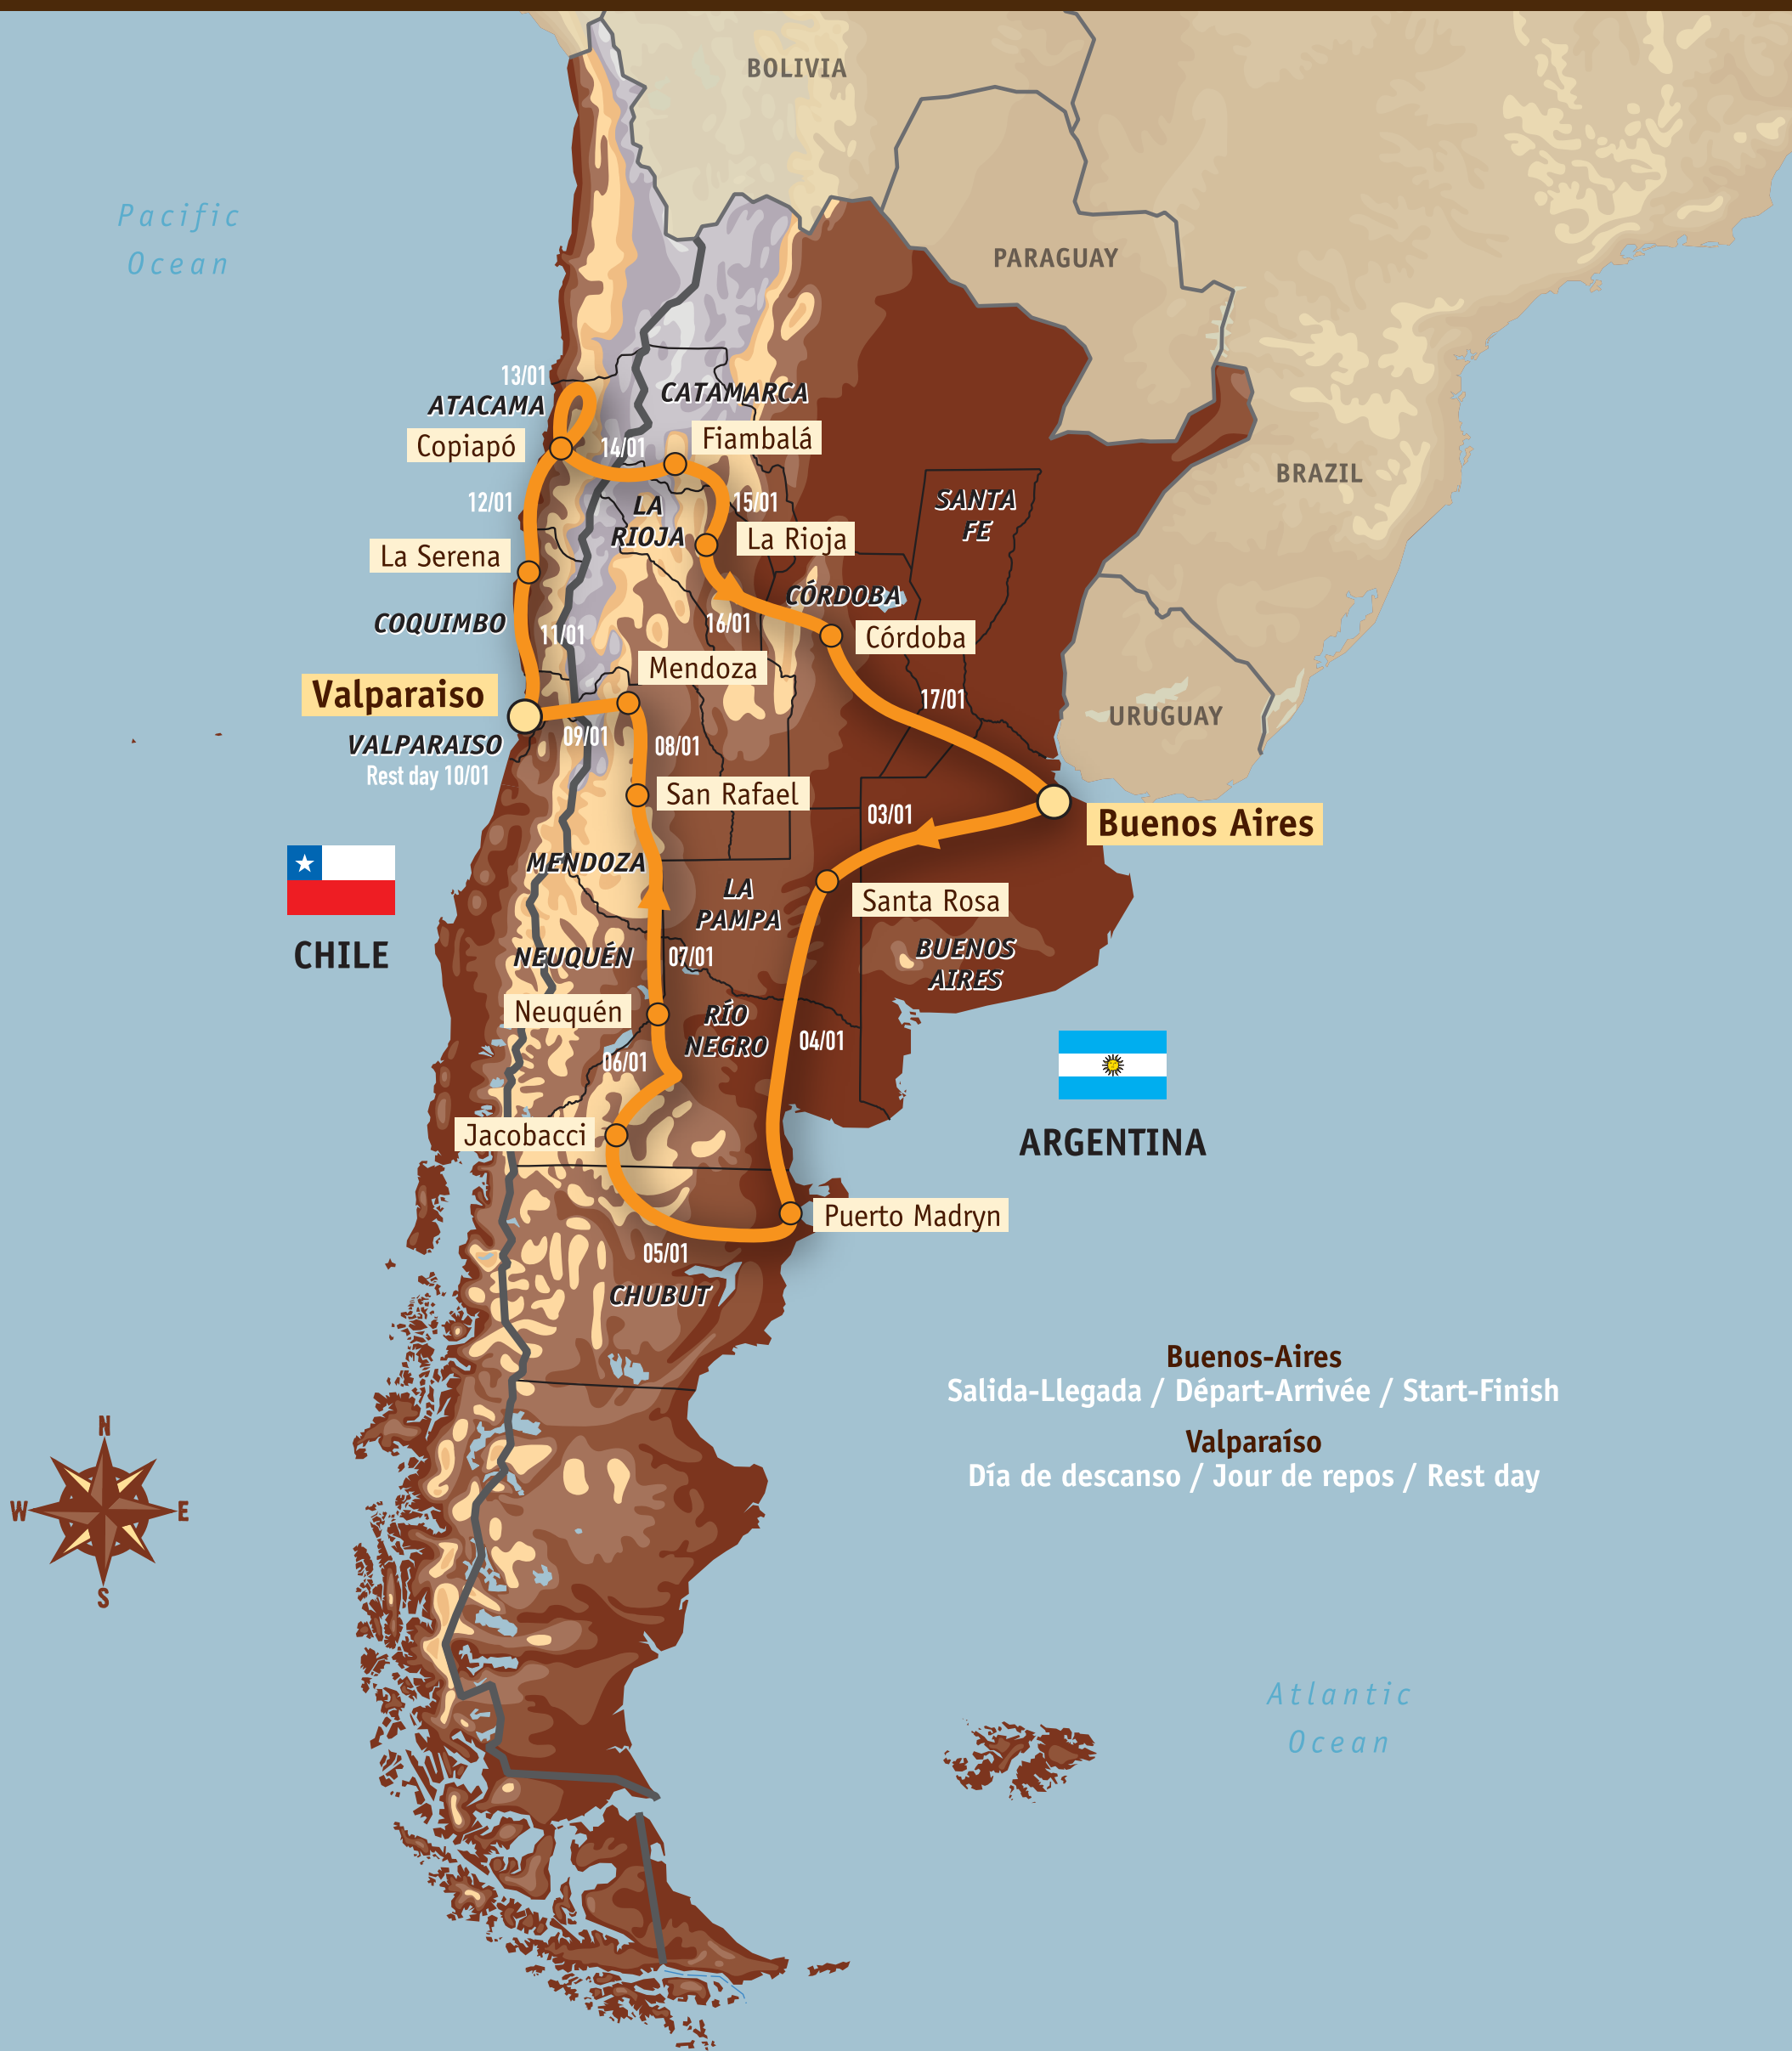 BOLIVIA
Pacific
Ocean
PARAGUAY
13/01
ATACAMA
CATAMARCA
Copiapó
14/01
Fiambalá
BRAZIL
12/01
LA
RIOJA
15/01
SANTA
FE
La Rioja
La Serena
CÓRDOBA
COQUIMBO
11/01
16/01
Córdoba
Mendoza
Valparaiso
17/01
URUGUAY
VALPARAISO
Rest day 10/01
09/01
08/01
San Rafael
03/01
Buenos Aires
MENDOZA
LA
PAMPA
Santa Rosa
CHILE
NEUQUÉN
07/01
BUENOS
AIRES
Neuquén
RÍO
NEGRO
04/01
06/01
Jacobacci
ARGENTINA
Puerto Madryn
05/01
CHUBUT
Buenos-Aires
Salida-Llegada / Départ-Arrivée / Start-Finish
Valparaíso
Día de descanso / Jour de repos / Rest day
N
W
E
S
Atlantic
Ocean